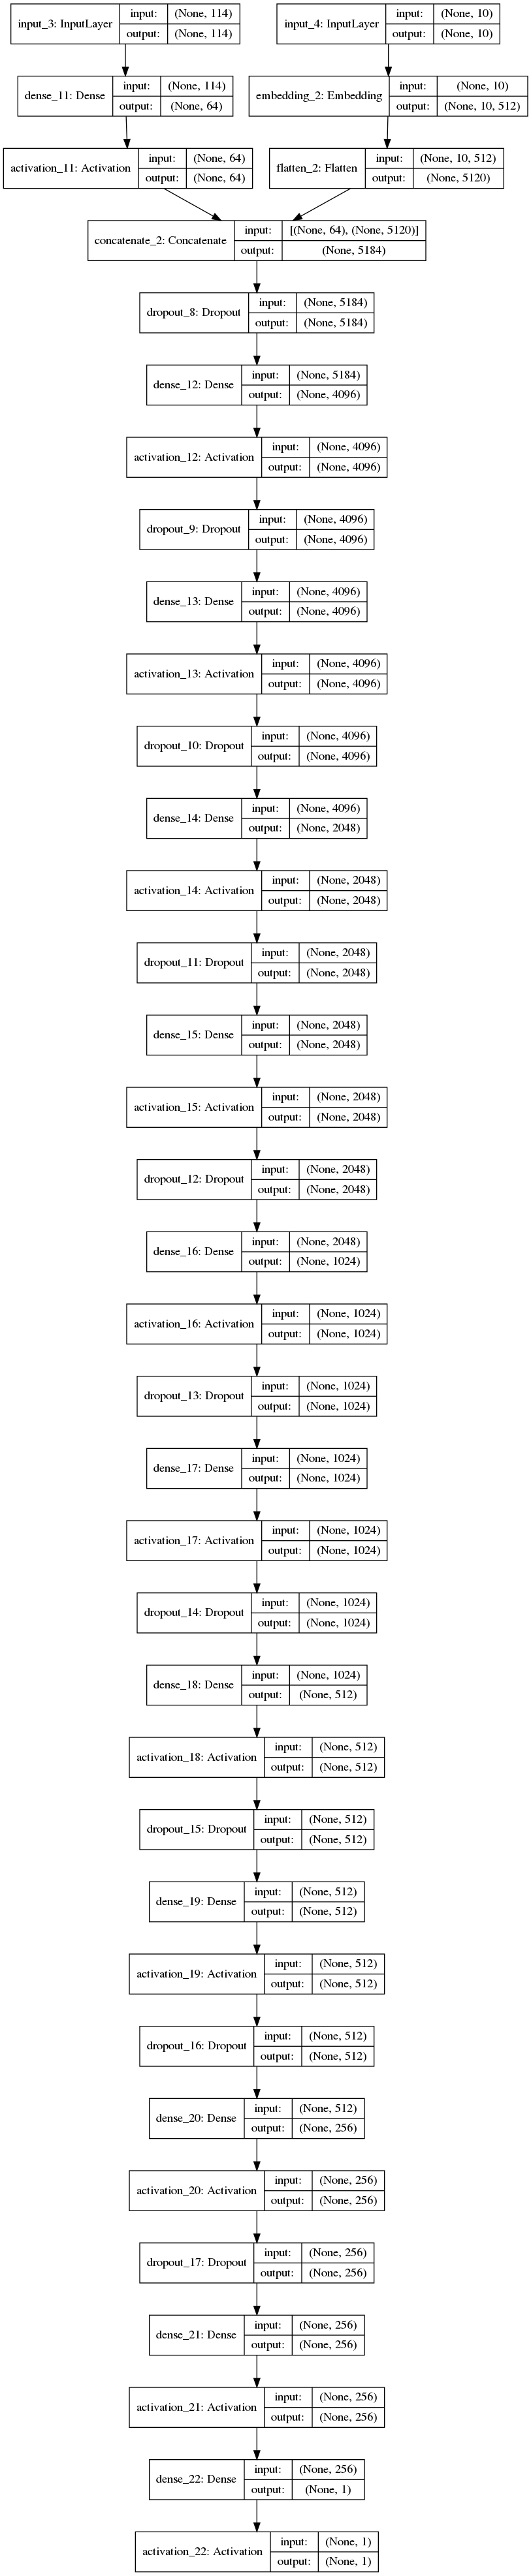 input_3: InputLayer input: (None, 114)
output: (None, 114)
input_4: InputLayer input: (None, 10)
output: (None, 10)
dense_11: Dense input: (None, 114)
output: (None, 64)
embedding_2: Embedding input: (None, 10)
output: (None, 10, 512)
activation_11: Activation input: (None, 64)
output: (None, 64)
flatten_2: Flatten input: (None, 10, 512)
output: (None, 5120)
concatenate_2: Concatenate input: [(None, 64), (None, 5120)]
output: (None, 5184)
dropout_8: Dropout input: (None, 5184)
output: (None, 5184)
dense_12: Dense input: (None, 5184)
output: (None, 4096)
activation_12: Activation input: (None, 4096)
output: (None, 4096)
dropout_9: Dropout input: (None, 4096)
output: (None, 4096)
dense_13: Dense input: (None, 4096)
output: (None, 4096)
activation_13: Activation input: (None, 4096)
output: (None, 4096)
dropout_10: Dropout input: (None, 4096)
output: (None, 4096)
dense_14: Dense input: (None, 4096)
output: (None, 2048)
activation_14: Activation input: (None, 2048)
output: (None, 2048)
dropout_11: Dropout input: (None, 2048)
output: (None, 2048)
dense_15: Dense input: (None, 2048)
output: (None, 2048)
activation_15: Activation input: (None, 2048)
output: (None, 2048)
dropout_12: Dropout input: (None, 2048)
output: (None, 2048)
dense_16: Dense input: (None, 2048)
output: (None, 1024)
activation_16: Activation input: (None, 1024)
output: (None, 1024)
dropout_13: Dropout input: (None, 1024)
output: (None, 1024)
dense_17: Dense input: (None, 1024)
output: (None, 1024)
activation_17: Activation input: (None, 1024)
output: (None, 1024)
dropout_14: Dropout input: (None, 1024)
output: (None, 1024)
dense_18: Dense input: (None, 1024)
output: (None, 512)
activation_18: Activation input: (None, 512)
output: (None, 512)
dropout_15: Dropout input: (None, 512)
output: (None, 512)
dense_19: Dense input: (None, 512)
output: (None, 512)
activation_19: Activation input: (None, 512)
output: (None, 512)
dropout_16: Dropout input: (None, 512)
output: (None, 512)
dense_20: Dense input: (None, 512)
output: (None, 256)
activation_20: Activation input: (None, 256)
output: (None, 256)
dropout_17: Dropout input: (None, 256)
output: (None, 256)
dense_21: Dense input: (None, 256)
output: (None, 256)
activation_21: Activation input: (None, 256)
output: (None, 256)
dense_22: Dense input: (None, 256)
output: (None, 1)
activation_22: Activation input: (None, 1)
output: (None, 1)